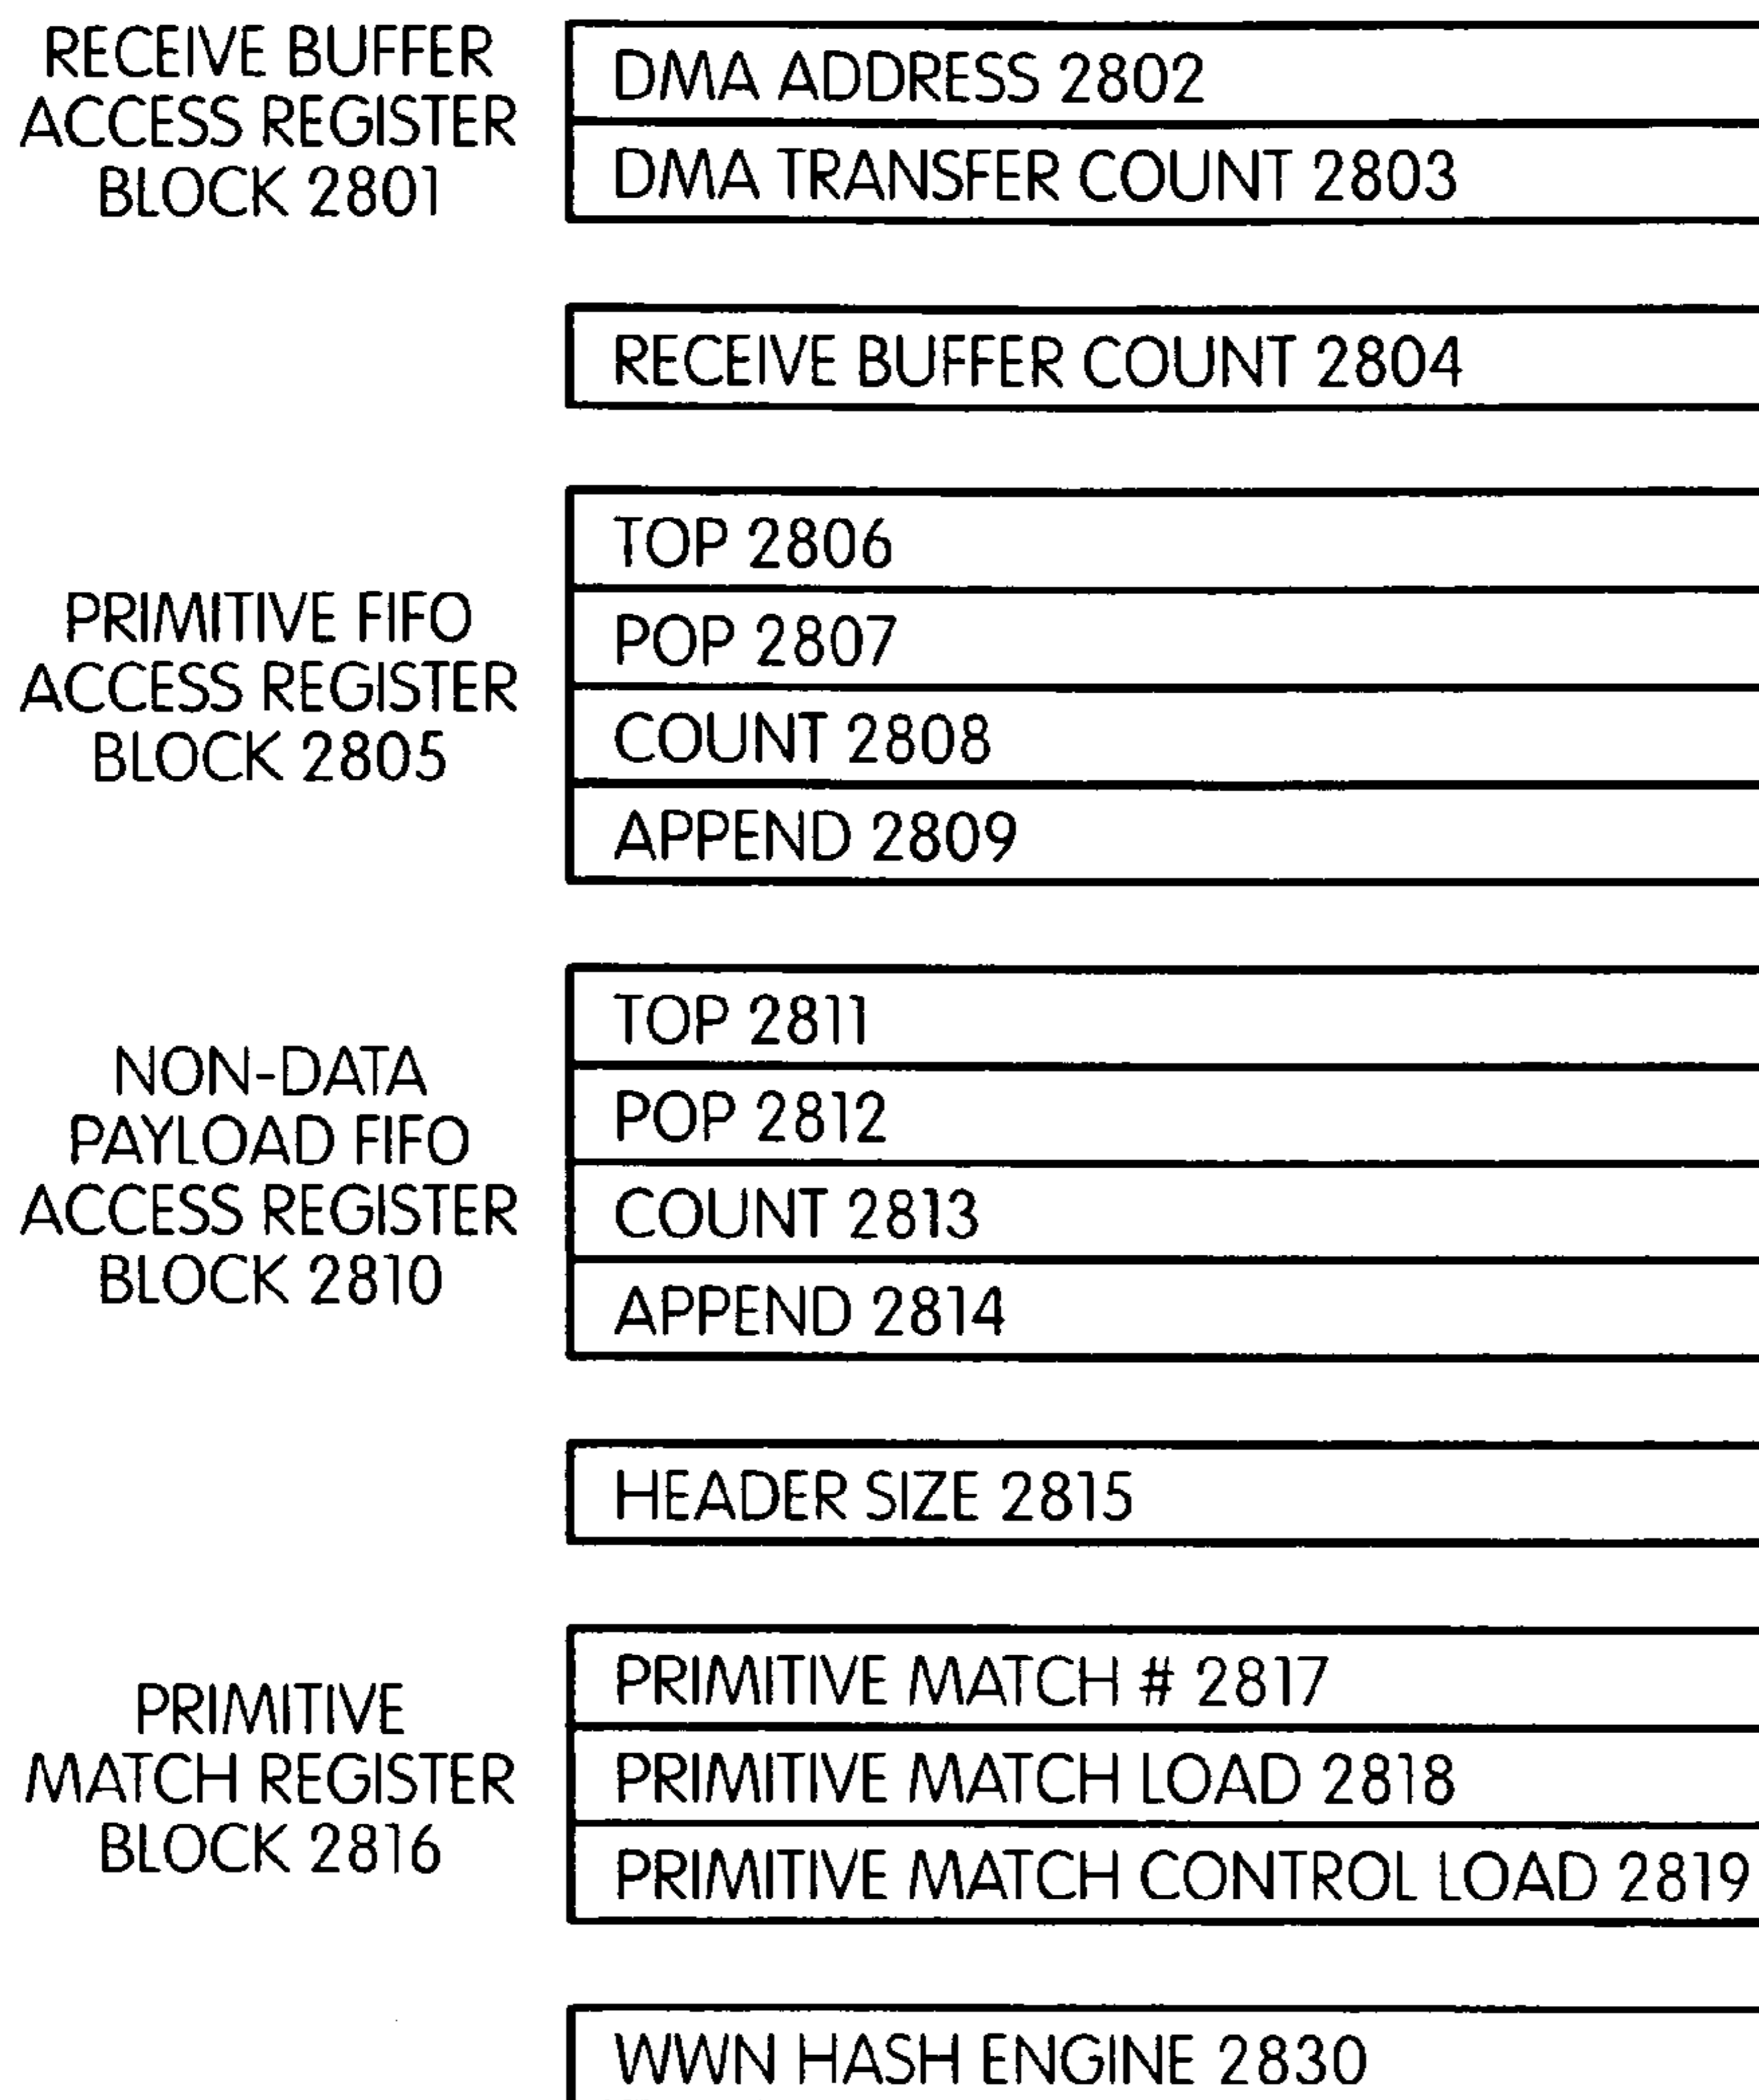 RECEIVE BUFFER
ACCESS REGISTER
BLOCK 2801
DMA ADDRESS 2802
DMA TRANSFER COUNT 2803
RECEIVE BUFFER COUNT 2804
PRIMITIVE FIFO
ACCESS REGISTER
BLOCK 2805
TOP 2806
POP 2807
COUNT 2808
APPEND 2809
NON-DATA
PAYLOAD FIFO
ACCESS REGISTER
BLOCK 2810
TOP 2811
POP 2812
COUNT 2813
APPEND 2814
HEADER SIZE 2815
PRIMITIVE
MATCH REGISTER
BLOCK 2816
PRIMITIVE MATCH # 2817
PRIMITIVE MATCH LOAD 2818
PRIMITIVE MATCH CONTROL LOAD 2819
WWN HASH ENGINE 2830